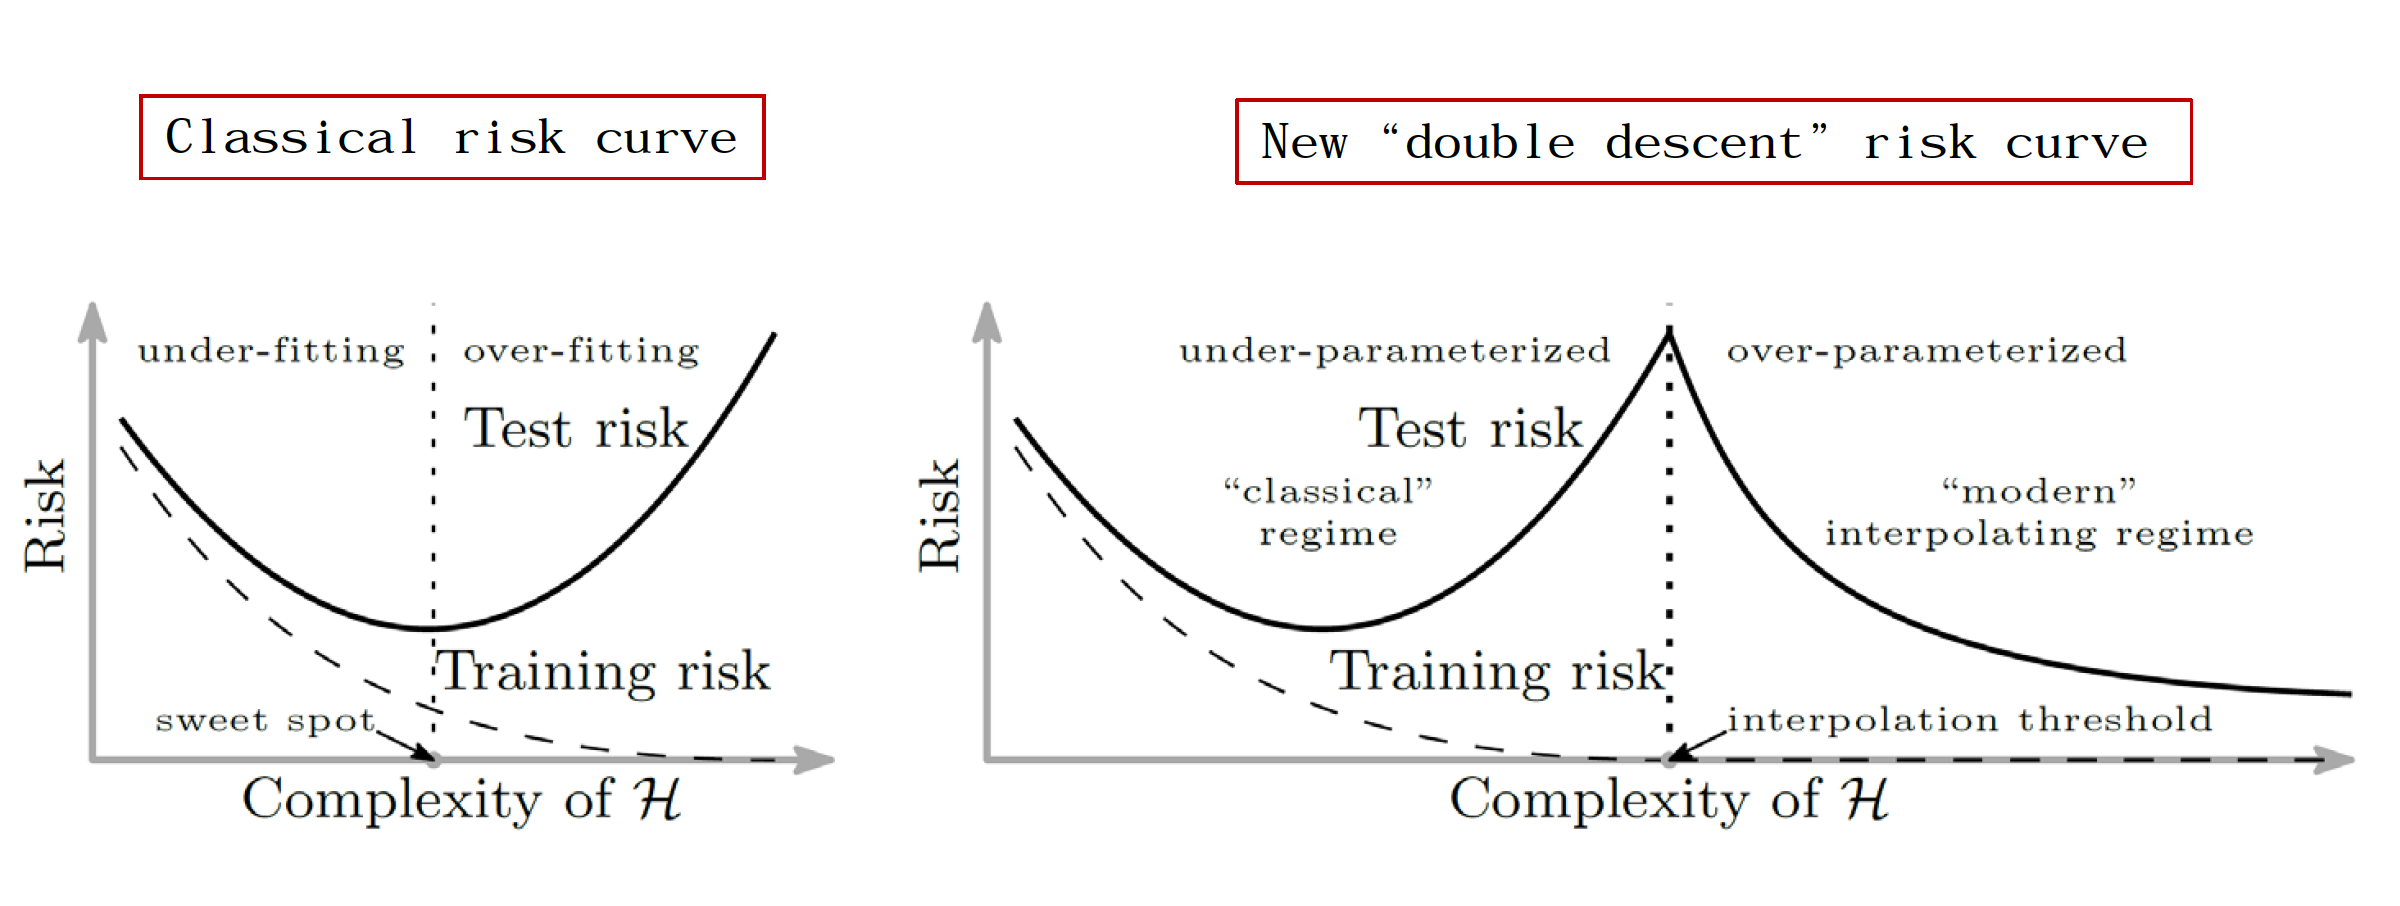 Classical risk curve
under-fitting
over-fitting
Test risk
Risk
Training risk
sweet spot
Complexity of ℋ
New “double descent” risk curve
under-parameterized
over-parameterized
Test risk
“classical”
regime
“modern”
interpolating regime
Risk
Training risk
interpolation threshold
Complexity of ℋ